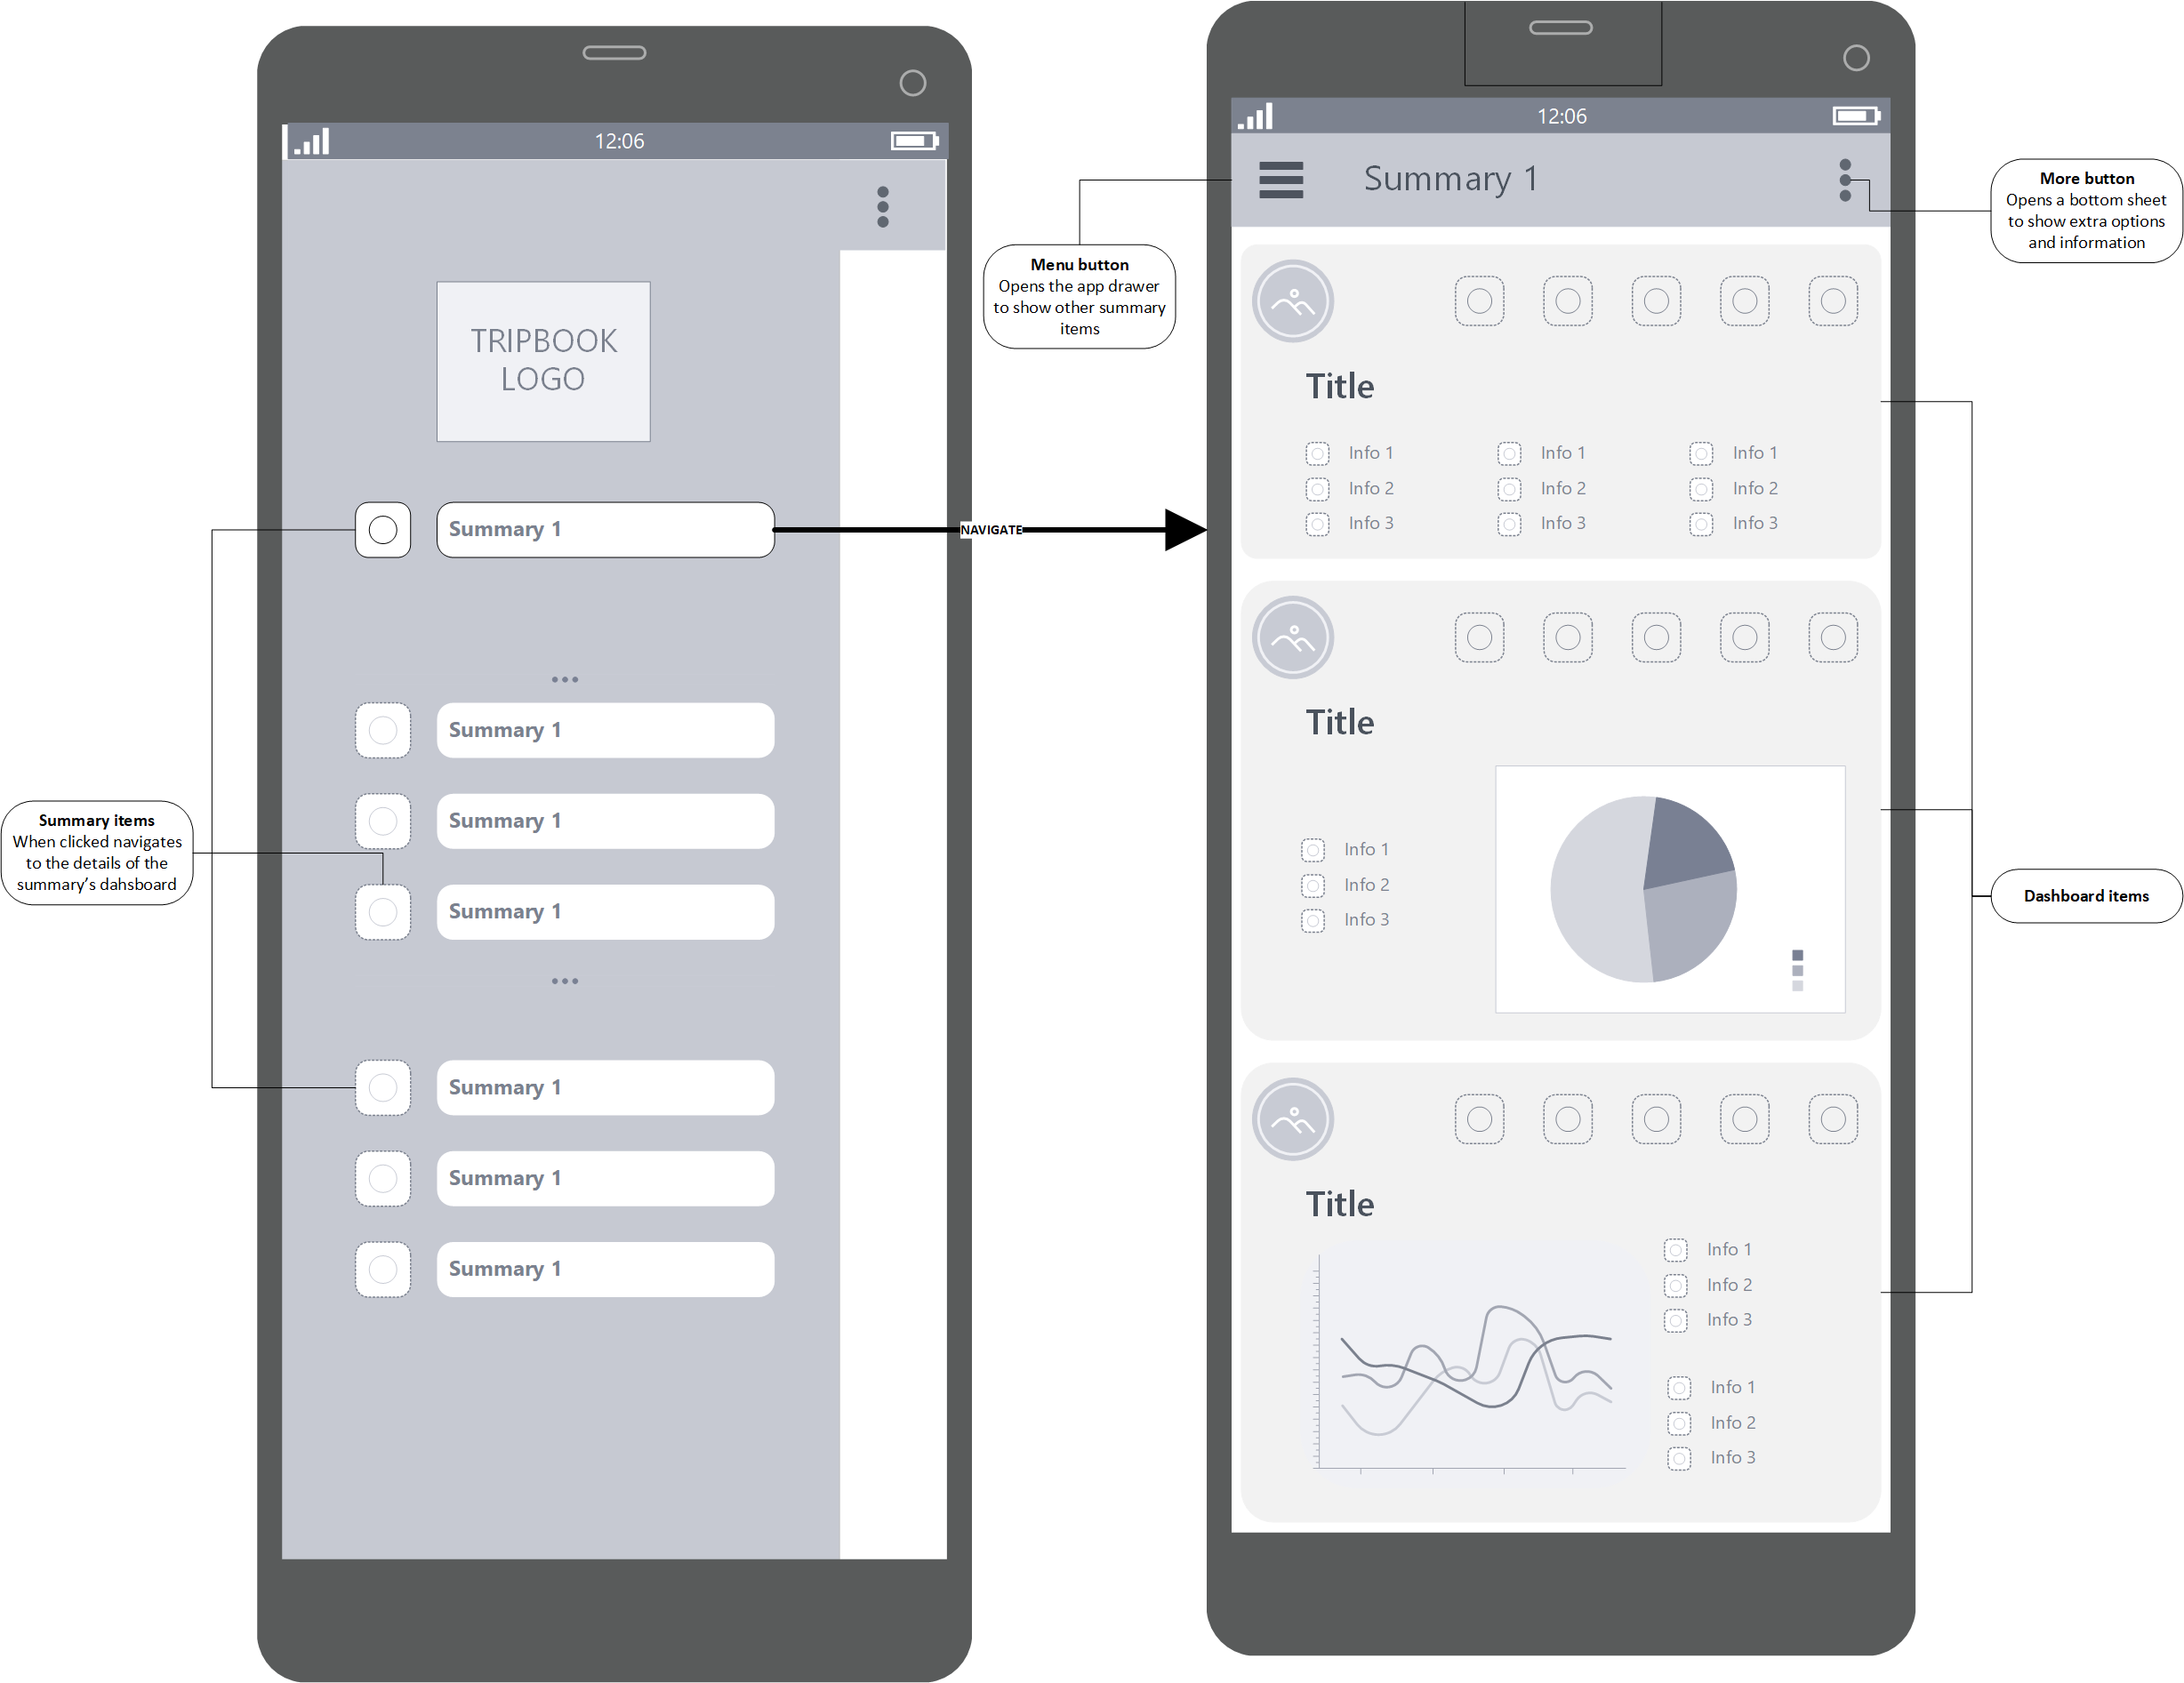 12:06
TRIPBOOK
LOGO
Summary 1
Summary 1
Summary 1
Summary 1
Summary 1
Summary 1
Summary 1
Summary items
When clicked navigates
to the details of the
summary’s dahsboard
NAVIGATE
Menu button
Opens the app drawer
to show other summary
items
12:06
Summary 1
More button
Opens a bottom sheet
to show extra options
and information
Title
Info 1 Info 1 Info 1
Info 2 Info 2 Info 2
Info 3 Info 3 Info 3
Title
Info 1
Info 2
Info 3
Dashboard items
Title
Info 1
Info 2
Info 3
Info 1
Info 2
Info 3